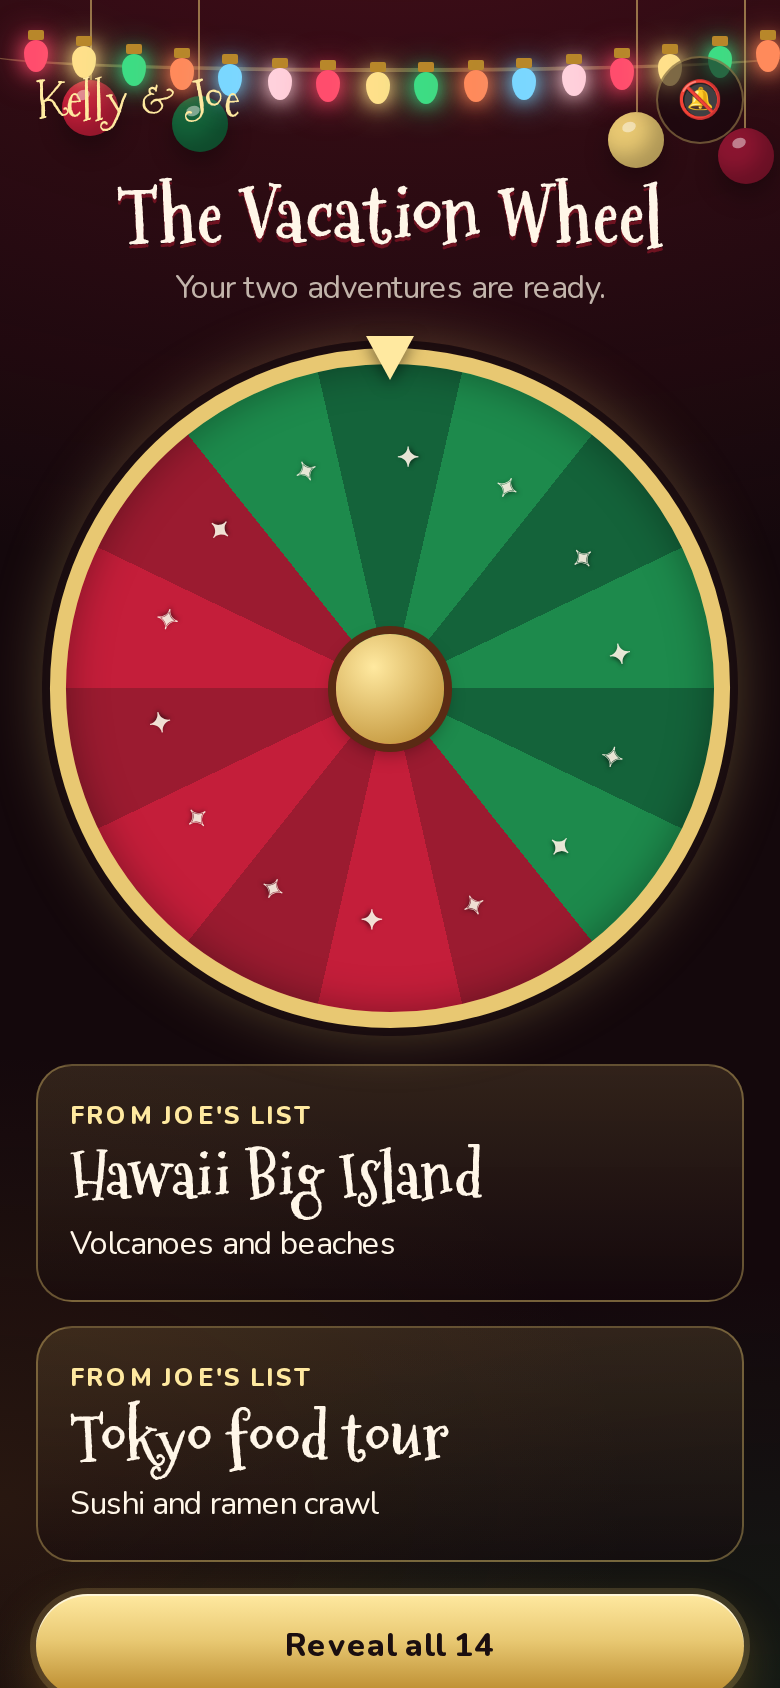 Kelly & Joe
The Vacation Wheel
Your two adventures are ready.
FROM JOE'S LIST
Hawaii Big Island
Volcanoes and beaches
FROM JOE'S LIST
Tokyo food tour
Sushi and ramen crawl
Reveal all 14